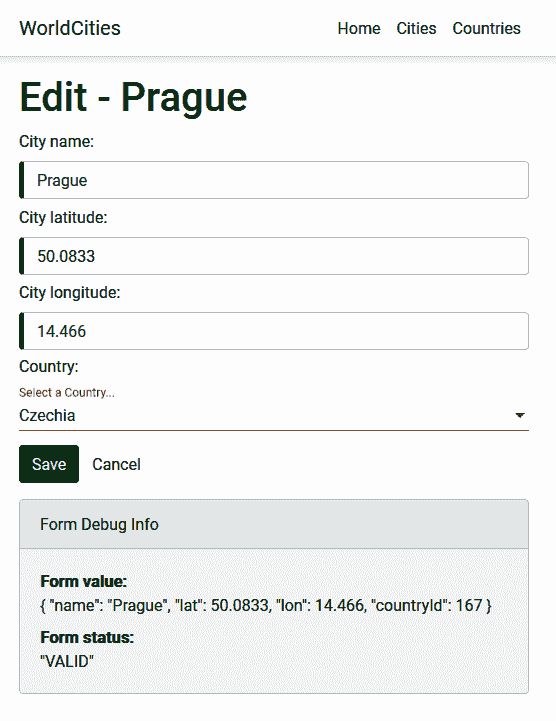 WorldCities Home Cities Countries
Edit - Prague
City name:
Prague
City latitude:
50.0833
City longitude:
14.466
Country:
Select a Country...
Czechia
Save Cancel
Form Debug Info
Form value:
{ "name": "Prague", "lat": 50.0833, "lon": 14.466, "countryId": 167 }
Form status:
"VALID"